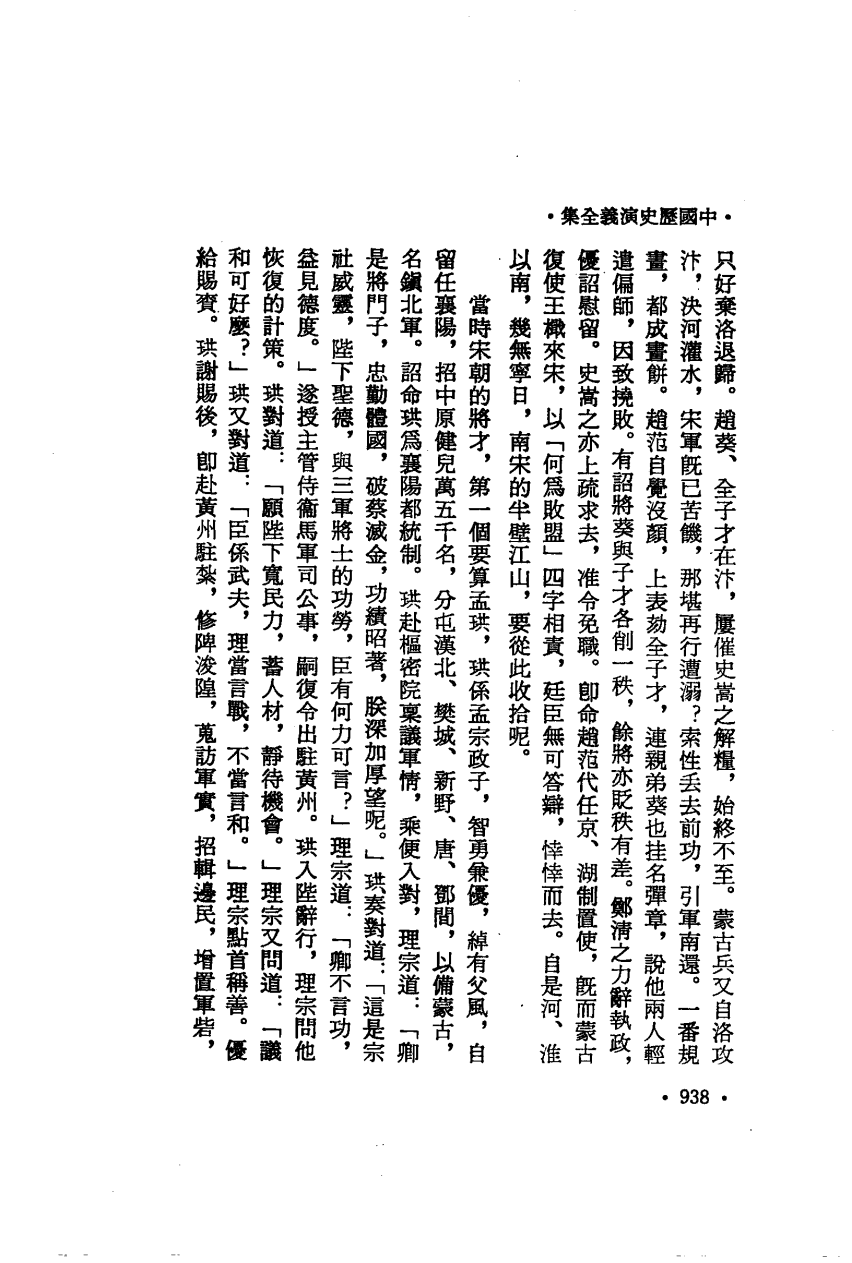 ·中國歷史演義全集·
只好棄洛退歸。趙葵、全子才在汴，屢催史嵩之解糧，始終不至。蒙古兵又自洛攻
汴，決河灌水，宋軍旣已苦饑，那堪再行遭溺？索性丢去前功，引軍南還。一番規
畫，都成畫餅。趙范自覺沒顏，上表劾全子才，連親弟葵也挂名彈章，說他兩人輕
遣偏師，因致撓敗。有詔將葵與子才各削一秩，餘將亦貶秩有差。鄭清之力辭執政，
優詔慰留。史嵩之亦上疏求去，准令免職。卽命趙范代任京、湖制置使，旣而蒙古
復使王檝來宋，以「何爲敗盟」四字相責，廷臣無可答辯，悻悻而去。自是河、淮
以南，幾無寧日，南宋的半壁江山，要從此收拾呢。
當時宋朝的將才，第一個要算孟珙，珙係孟宗政子，智勇兼優，綽有父風，自
留任襄陽，招中原健兒萬五千名，分屯漢北、樊城、新野、唐、鄧間，以備蒙古，
名鎭北軍。詔命珙爲襄陽都統制。珙赴樞密院稟議軍情，乘便入對，理宗道：「卿
是將門子，忠勤體國，破蔡滅金，功績昭著，朕深加厚望呢。」珙奏對道：「這是宗
社威靈，陛下聖德，與三軍將士的功勞，臣有何力可言？」理宗道：「卿不言功，
益見德度。」遂授主管侍衞馬軍司公事，嗣復令出駐黃州。珙入陛辭行，理宗問他
恢復的計策。珙對道：「願陛下寬民力，蓄人材，靜待機會。」理宗又問道：「議
和可好麼？」珙又對道：「臣係武夫，理當言戰，不當言和。」理宗點首稱善。優
給賜賚。珙謝賜後，卽赴黃州駐紮，修陴浚隍，蒐訪軍實，招輯邊民，增置軍砦，
·938·